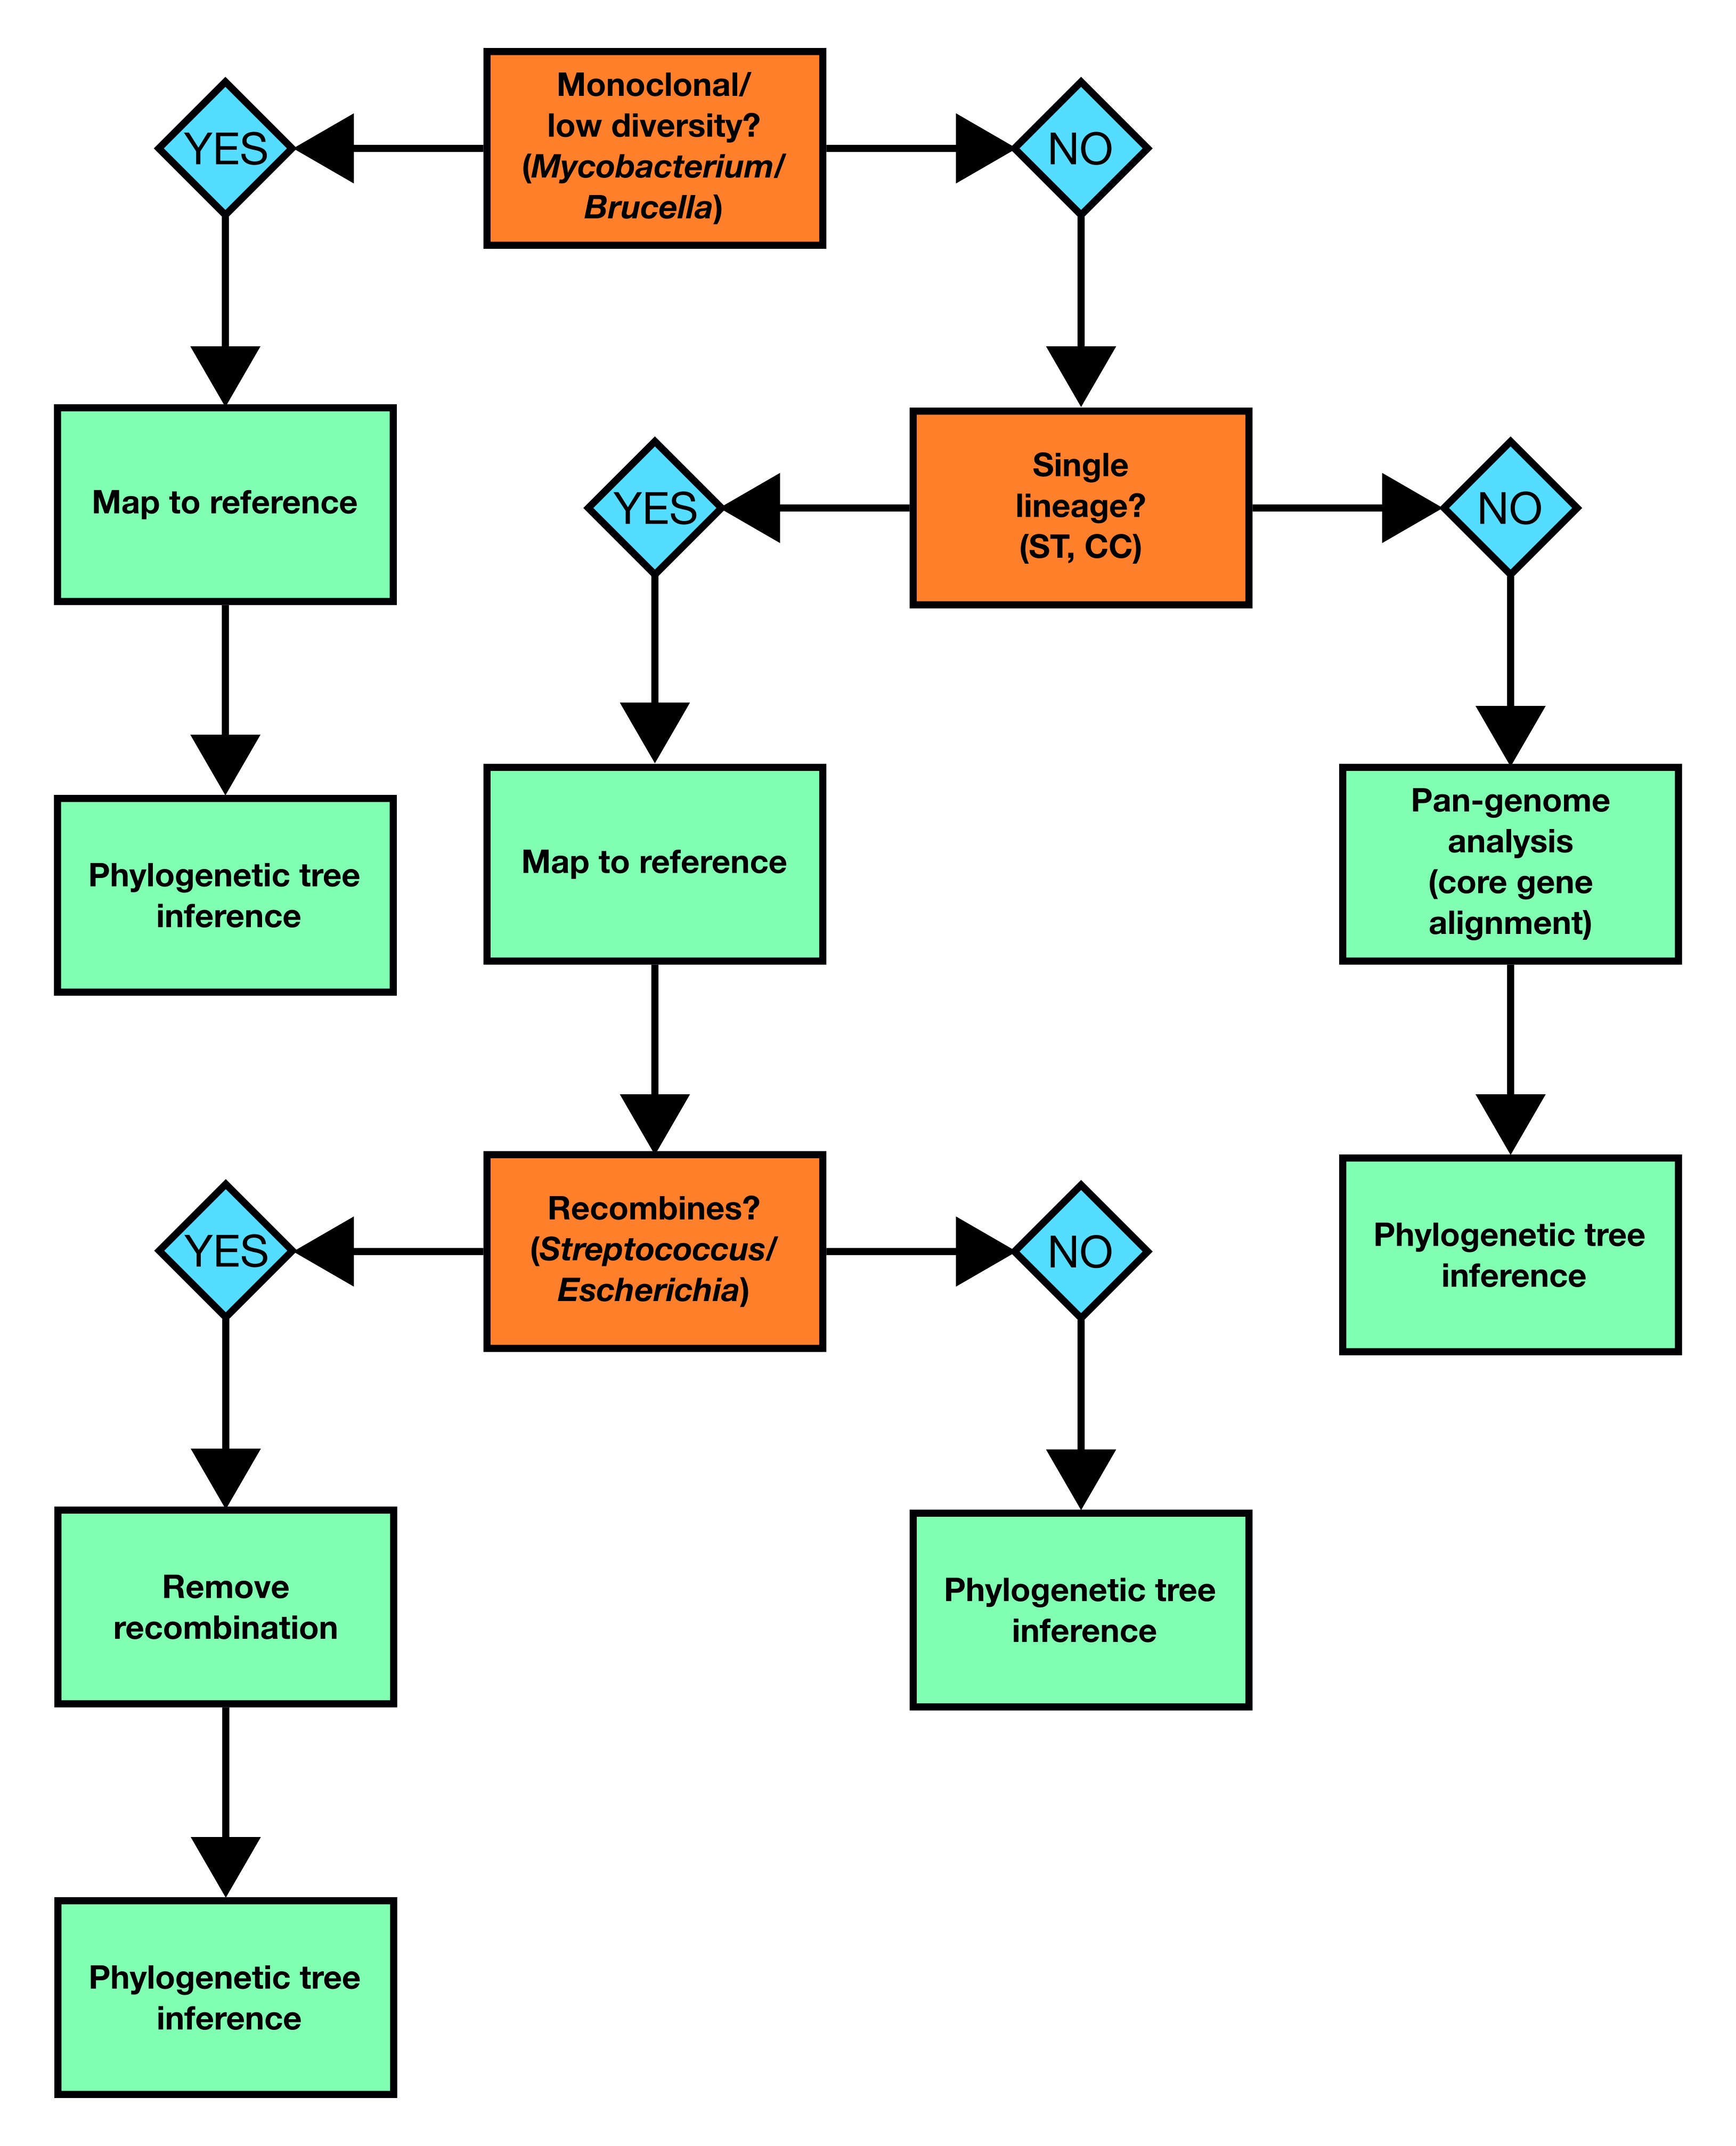 Monoclonal/
low diversity?
(Mycobacterium/
Brucella)
YES
NO
Map to reference
Single
lineage?
(ST, CC)
YES
NO
Phylogenetic tree
inference
Map to reference
Pan-genome
analysis
(core gene
alignment)
Recombines?
(Streptococcus/
Escherichia)
YES
NO
Phylogenetic tree
inference
Remove
recombination
Phylogenetic tree
inference
Phylogenetic tree
inference